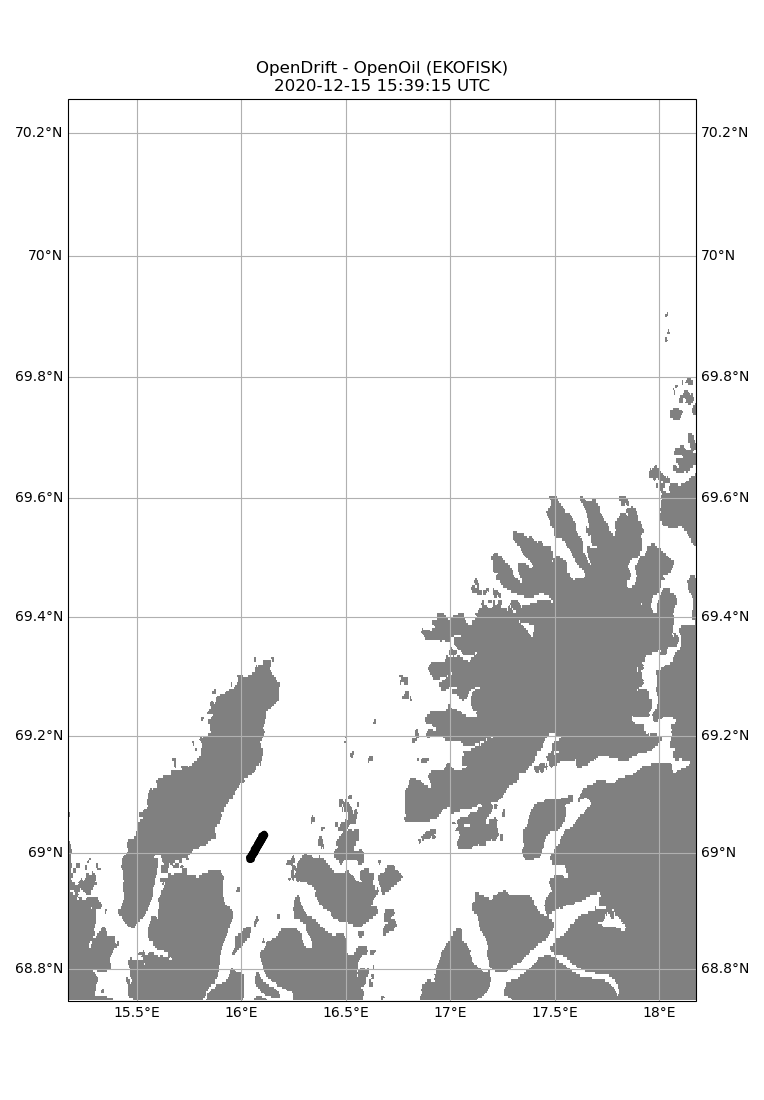 OpenDrift - OpenOil (EKOFISK)
2020-12-15 15:39:15 UTC
70.2°N 70.2°N
70°N 70°N
69.8°N 69.8°N
69.6°N 69.6°N
69.4°N 69.4°N
69.2°N 69.2°N
69°N 69°N
68.8°N 68.8°N
15.5°E 16°E 16.5°E 17°E 17.5°E 18°E